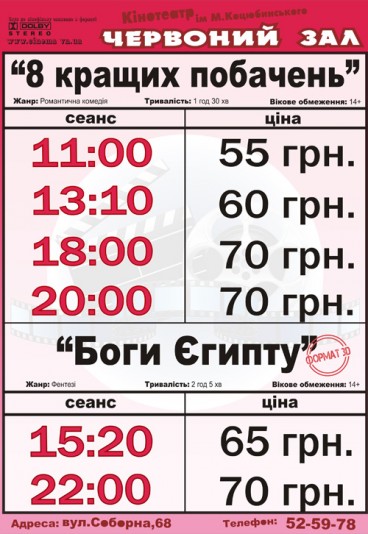 Кінотеатр ім М.Коцюбинського
DOLBY
STEREO
www.cinema.vn.ua
ЧЕРВОНИЙ ЗАЛ
“8 кращих побачень”
Жанр: Романтична комедія Тривалість: 1 год 30 хв Вікове обмеження: 14+
сеанс ціна
11:00 55 грн.
13:10 60 грн.
18:00 70 грн.
20:00 70 грн.
“Боги Єгипту”
ФОРМАТ 3D
Жанр: Фентезі Тривалість: 2 год 5 хв Вікове обмеження: 14+
сеанс ціна
15:20 65 грн.
22:00 70 грн.
Адреса: вул.Соборна,68 Телефон: 52-59-78